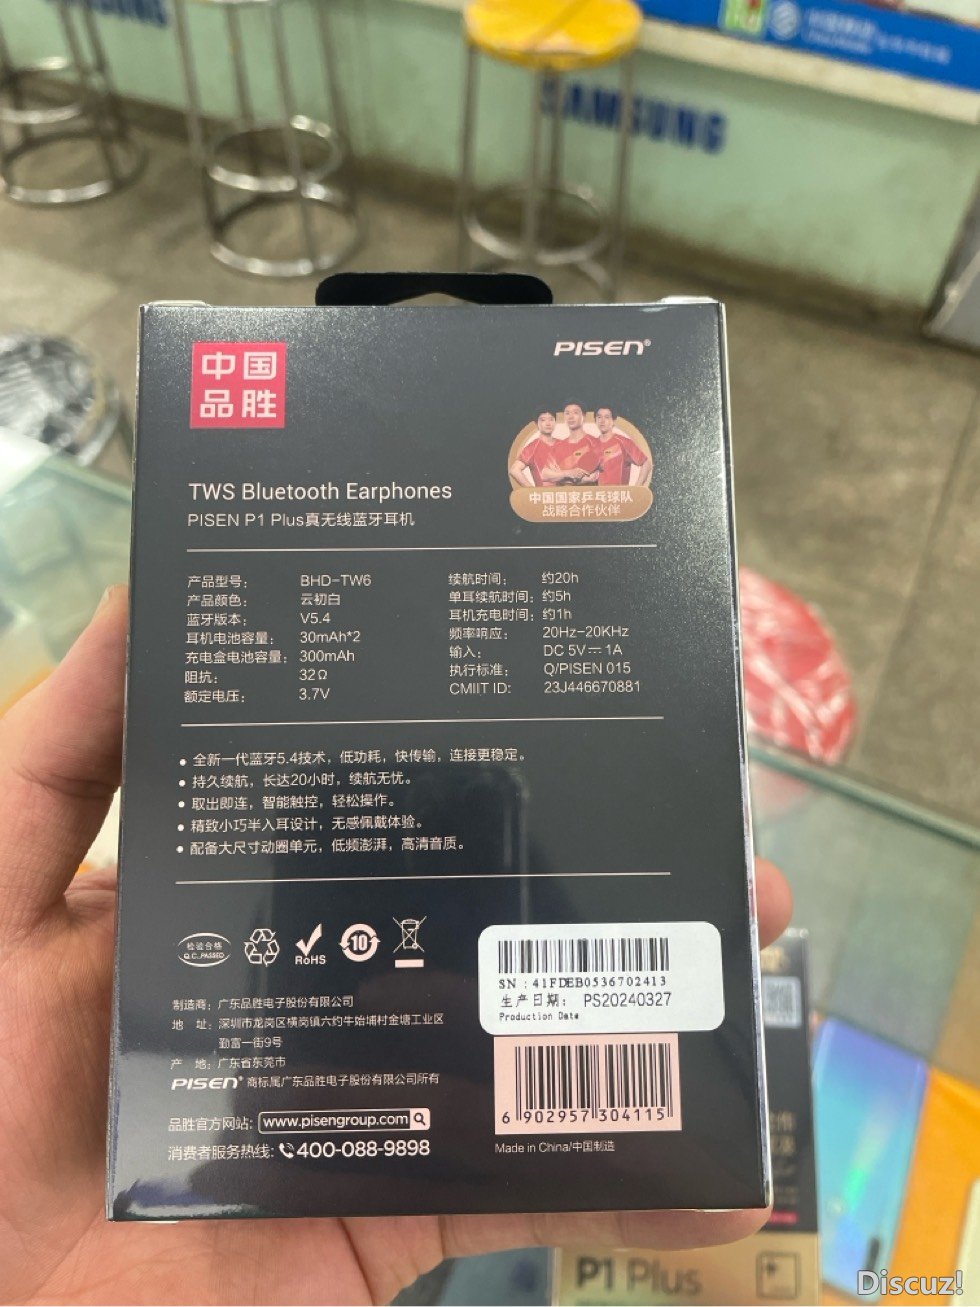 SAMSUNG
中国
品胜
PISEN®
中国国家乒乓球队
战略合作伙伴
TWS Bluetooth Earphones
PISEN P1 Plus真无线蓝牙耳机
产品型号: BHD-TW6
产品颜色: 云初白
蓝牙版本: V5.4
耳机电池容量: 30mAh*2
充电盒电池容量: 300mAh
阻抗: 32Ω
额定电压: 3.7V
续航时间: 约20h
单耳续航时间: 约5h
耳机充电时间: 约1h
频率响应: 20Hz-20KHz
输入: DC 5V⎓1A
执行标准: Q/PISEN 015
CMIIT ID: 23J446670881
• 全新一代蓝牙5.4技术，低功耗，快传输，连接更稳定。
• 持久续航，长达20小时，续航无忧。
• 取出即连，智能触控，轻松操作。
• 精致小巧半入耳设计，无感佩戴体验。
• 配备大尺寸动圈单元，低频澎湃，高清音质。
检验合格
Q.C. PASSED
RoHS
10
SN：41FDEB0536702413
生产日期： PS20240327
Production Date
制造商: 广东品胜电子股份有限公司
地 址: 深圳市龙岗区横岗镇六约牛始埔村金塘工业区
勤富一街9号
产 地: 广东省东莞市
PISEN® 商标属广东品胜电子股份有限公司所有
品胜官方网站: www.pisengroup.com
消费者服务热线: 400-088-9898
6 902957 304115
Made in China/中国制造
P1 Plus
Discuz!